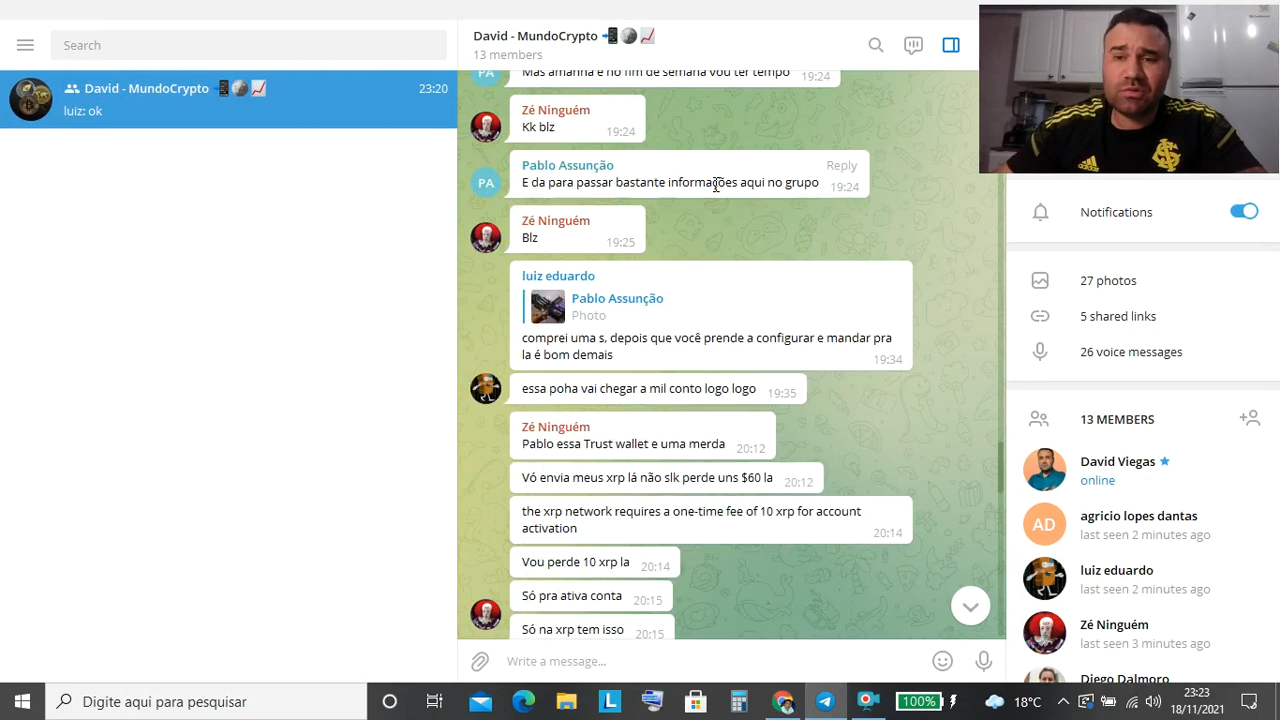 Search
David - MundoCrypto
23:20
luiz: ok
David - MundoCrypto
13 members
PA
Mas amanhã e no fim de semana vou ter tempo
19:24
Zé Ninguém
Kk blz
19:24
Pablo Assunção
Reply
PA
E da para passar bastante informações aqui no grupo
19:24
Zé Ninguém
Blz
19:25
luiz eduardo
Pablo Assunção
Photo
comprei uma s, depois que você prende a configurar e mandar pra
la é bom demais
19:34
essa poha vai chegar a mil conto logo logo
19:35
Zé Ninguém
Pablo essa Trust wallet e uma merda
20:12
Vó envia meus xrp lá não slk perde uns $60 la
20:12
the xrp network requires a one-time fee of 10 xrp for account
activation
20:14
Vou perde 10 xrp la
20:14
Só pra ativa conta
20:15
Só na xrp tem isso
20:15
Write a message...
Notifications
27 photos
5 shared links
26 voice messages
13 MEMBERS
David Viegas
online
AD
agricio lopes dantas
last seen 2 minutes ago
luiz eduardo
last seen 2 minutes ago
Zé Ninguém
last seen 3 minutes ago
Diego Dalmoro
adidas
Digite aqui para pesquisar
L
100%
18°C
23:23
18/11/2021